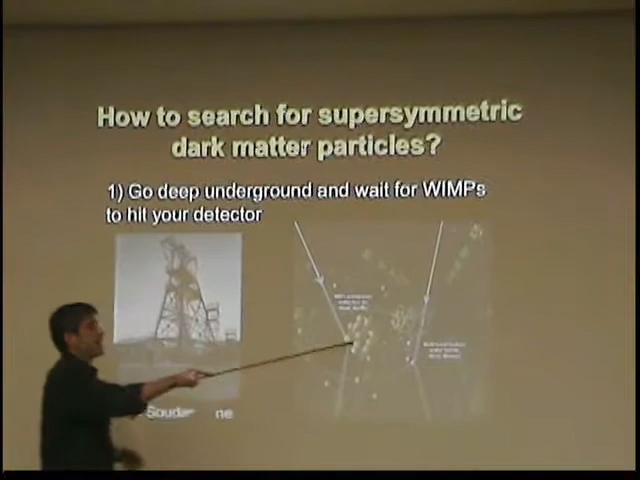 How to search for supersymmetric
dark matter particles?
1) Go deep underground and wait for WIMPs
to hit your detector